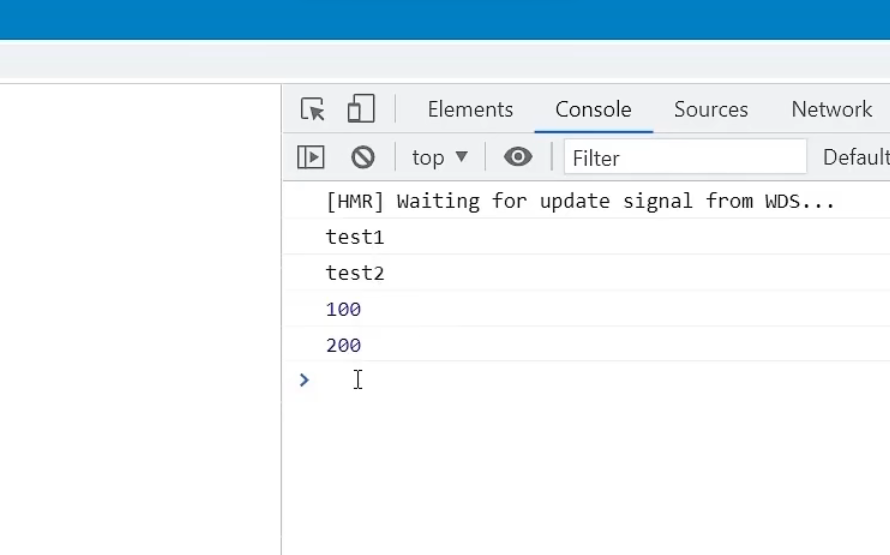 Elements Console Sources Network
top ▼ Filter Default
[HMR] Waiting for update signal from WDS...
test1
test2
100
200
>